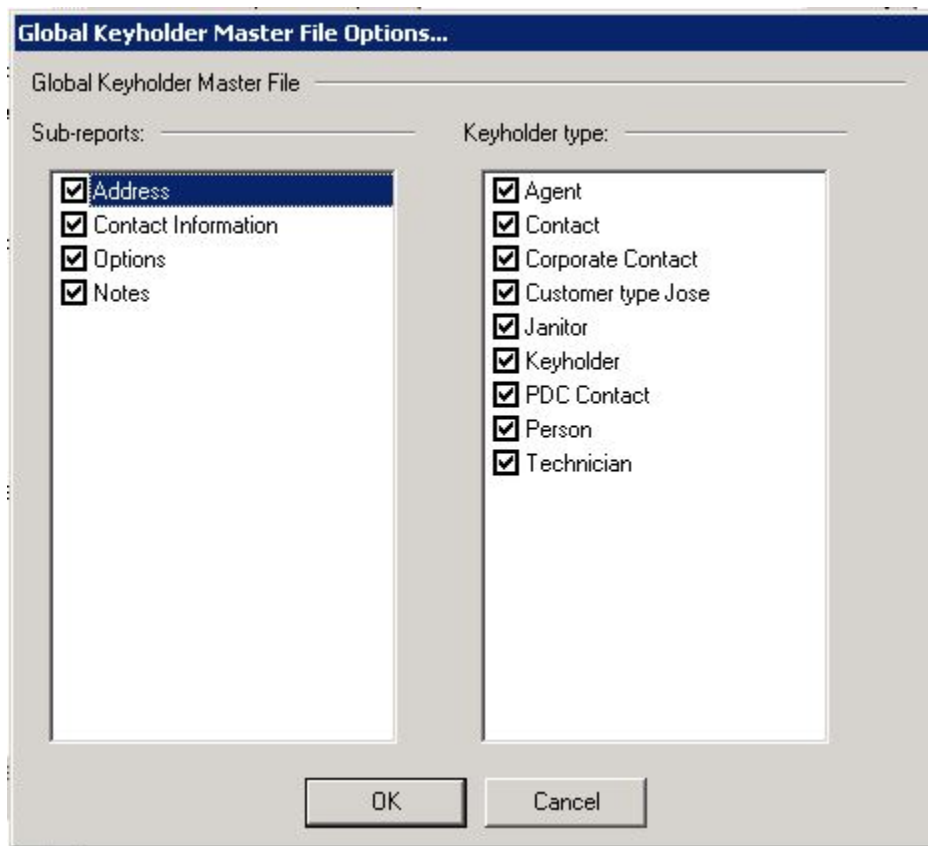 Global Keyholder Master File Options...
Global Keyholder Master File
Sub-reports:
Address
Contact Information
Options
Notes
Keyholder type:
Agent
Contact
Corporate Contact
Customer type Jose
Janitor
Keyholder
PDC Contact
Person
Technician
OK
Cancel